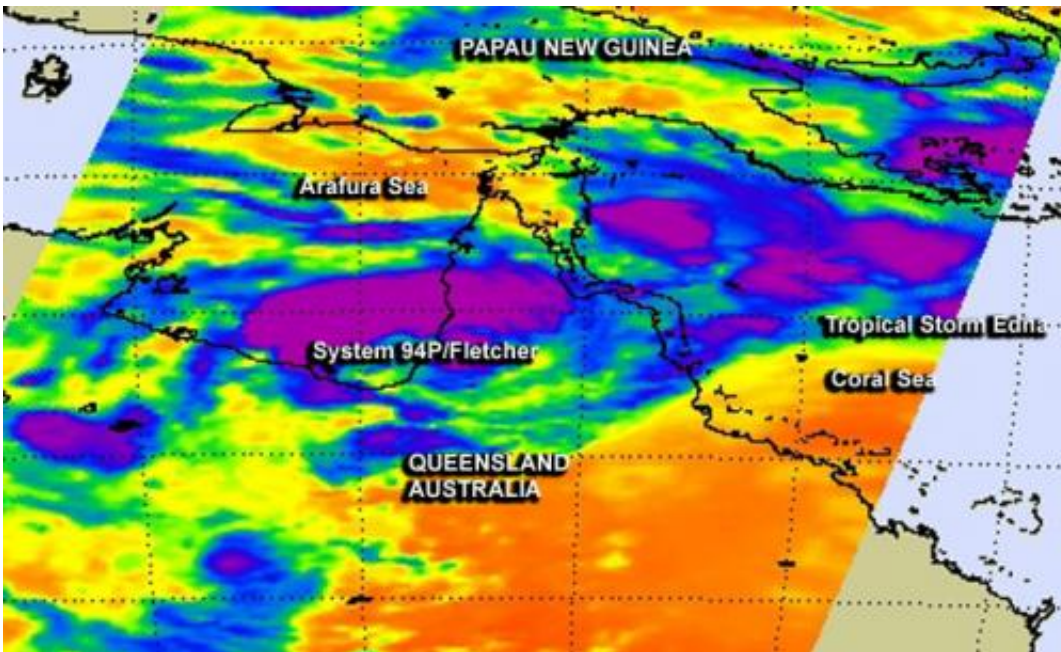 PAPAU NEW GUINEA
Arafura Sea
Tropical Storm Edna
System 94P/Fletcher
Coral Sea
QUEENSLAND
AUSTRALIA